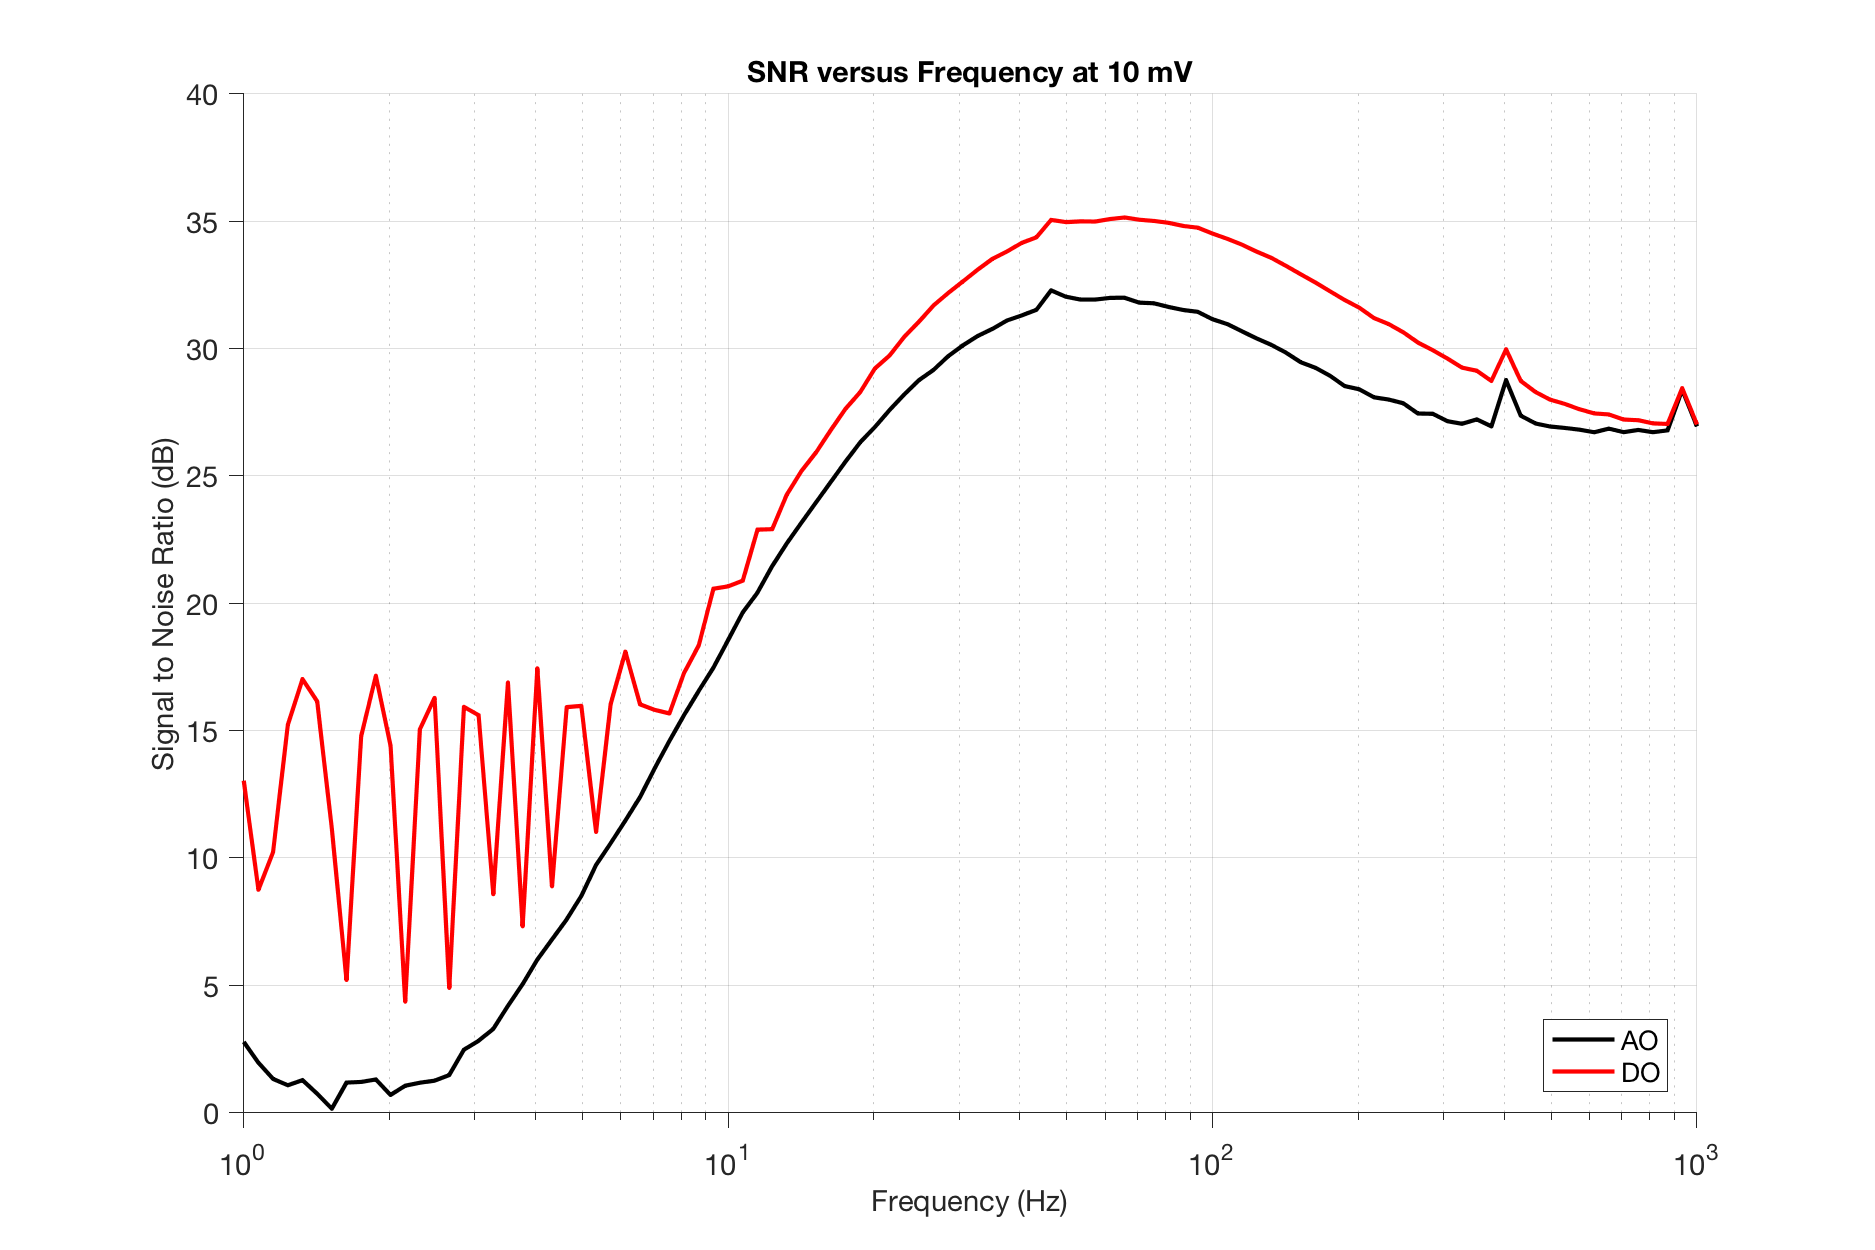 SNR versus Frequency at 10 mV
Signal to Noise Ratio (dB)
40
35
30
25
20
15
10
5
0
10^0 10^1 10^2 10^3
Frequency (Hz)
AO
DO